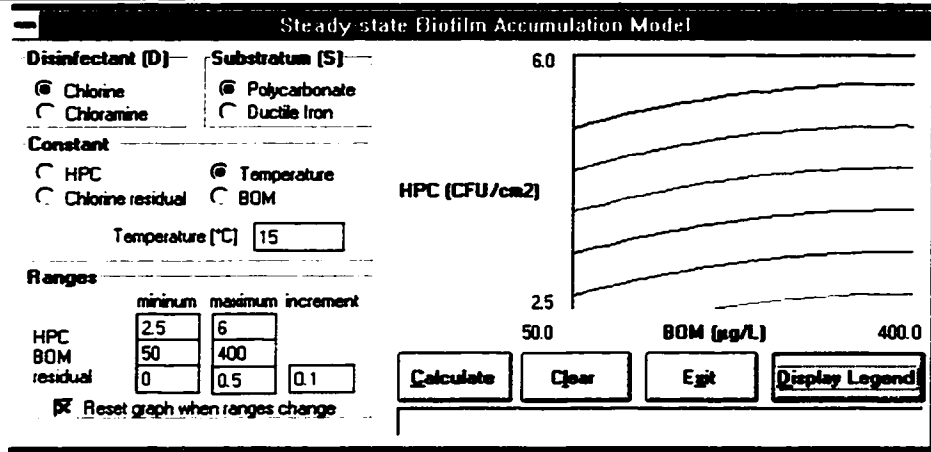 Steady-state Biofilm Accumulation Model
Disinfectant (D)
Chlorine
Chloramine
Substratum (S)
Polycarbonate
Ductile Iron
Constant
HPC
Temperature
Chlorine residual
BOM
Temperature (°C) 15
Ranges
mininum maximum increment
HPC 2.5 6
BOM 50 400
residual 0 0.5 0.1
Reset graph when ranges change
6.0
HPC (CFU/cm2)
2.5
50.0 BOM (µg/L) 400.0
Calculate Clear Exit Display Legend